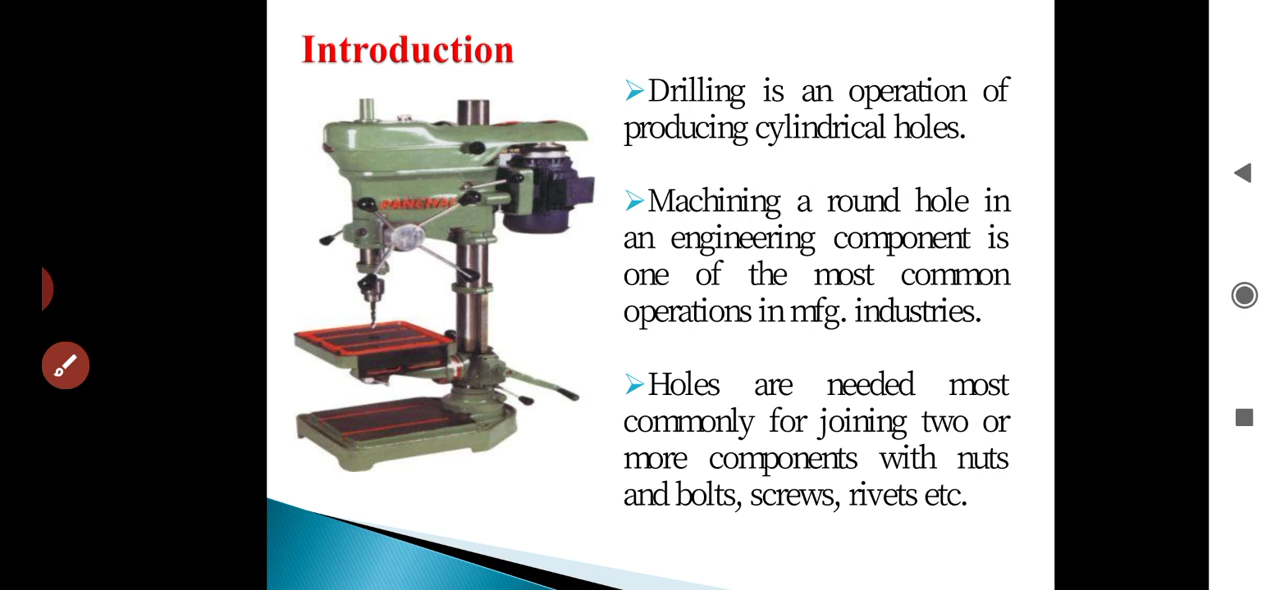 Introduction
➢Drilling is an operation of
producing cylindrical holes.
➢Machining a round hole in
an engineering component is
one of the most common
operations in mfg. industries.
➢Holes are needed most
commonly for joining two or
more components with nuts
and bolts, screws, rivets etc.